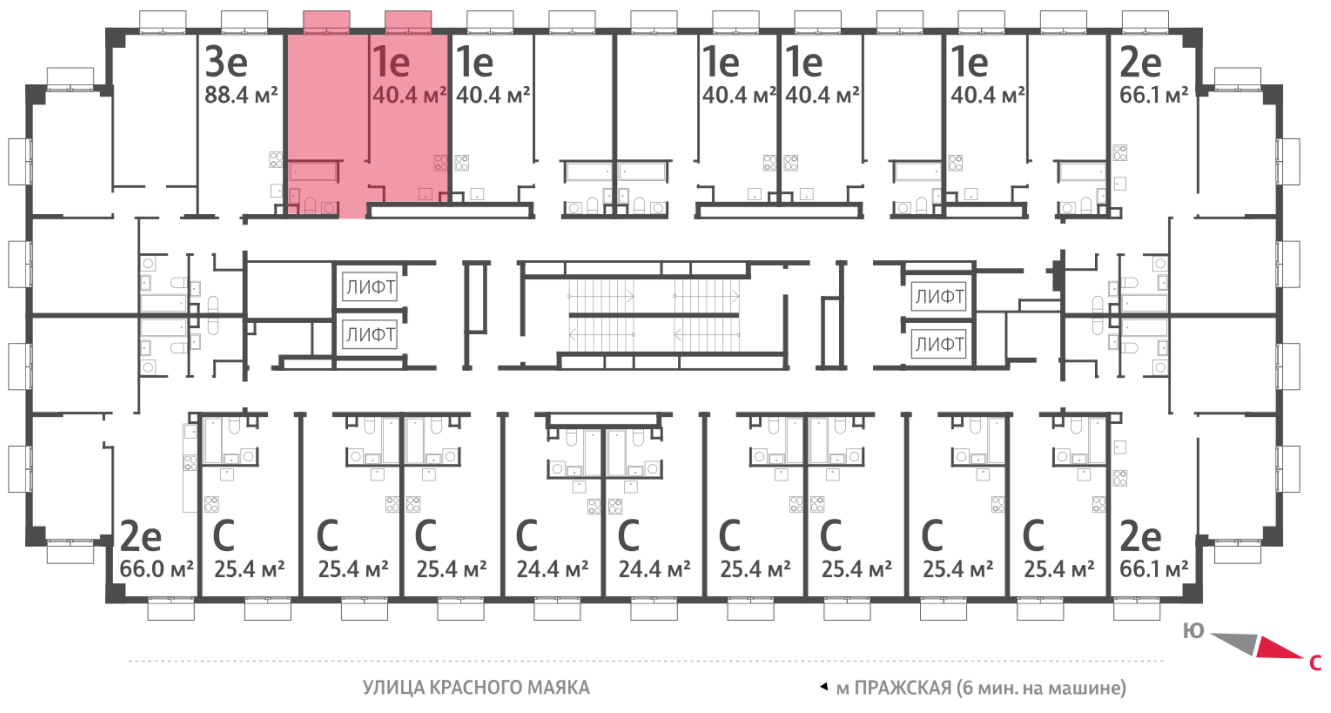 3е
88.4 м²
1е
40.4 м²
1е
40.4 м²
1е
40.4 м²
1е
40.4 м²
1е
40.4 м²
2е
66.1 м²
ЛИФТ
ЛИФТ
ЛИФТ
ЛИФТ
2е
66.0 м²
С
25.4 м²
С
25.4 м²
С
25.4 м²
С
24.4 м²
С
24.4 м²
С
25.4 м²
С
25.4 м²
С
25.4 м²
С
25.4 м²
2е
66.1 м²
Ю
С
УЛИЦА КРАСНОГО МАЯКА
м ПРАЖСКАЯ (6 мин. на машине)